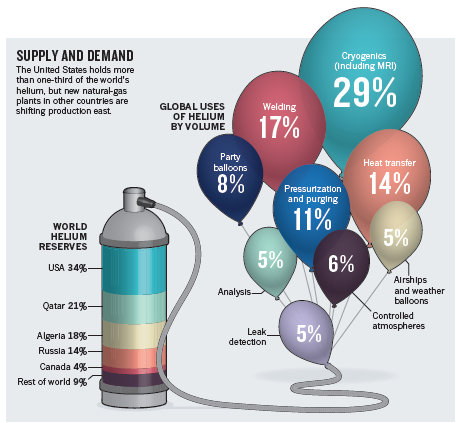 SUPPLY AND DEMAND
The United States holds more
than one-third of the world's
helium, but new natural-gas
plants in other countries are
shifting production east.
GLOBAL USES
OF HELIUM
BY VOLUME
Cryogenics
(including MRI)
29%
Welding
17%
Party
balloons
8%
Heat transfer
14%
Pressurization
and purging
11%
5%
Airships
and weather
balloons
5%
Analysis
6%
Controlled
atmospheres
5%
Leak
detection
WORLD
HELIUM
RESERVES
USA 34%
Qatar 21%
Algeria 18%
Russia 14%
Canada 4%
Rest of world 9%